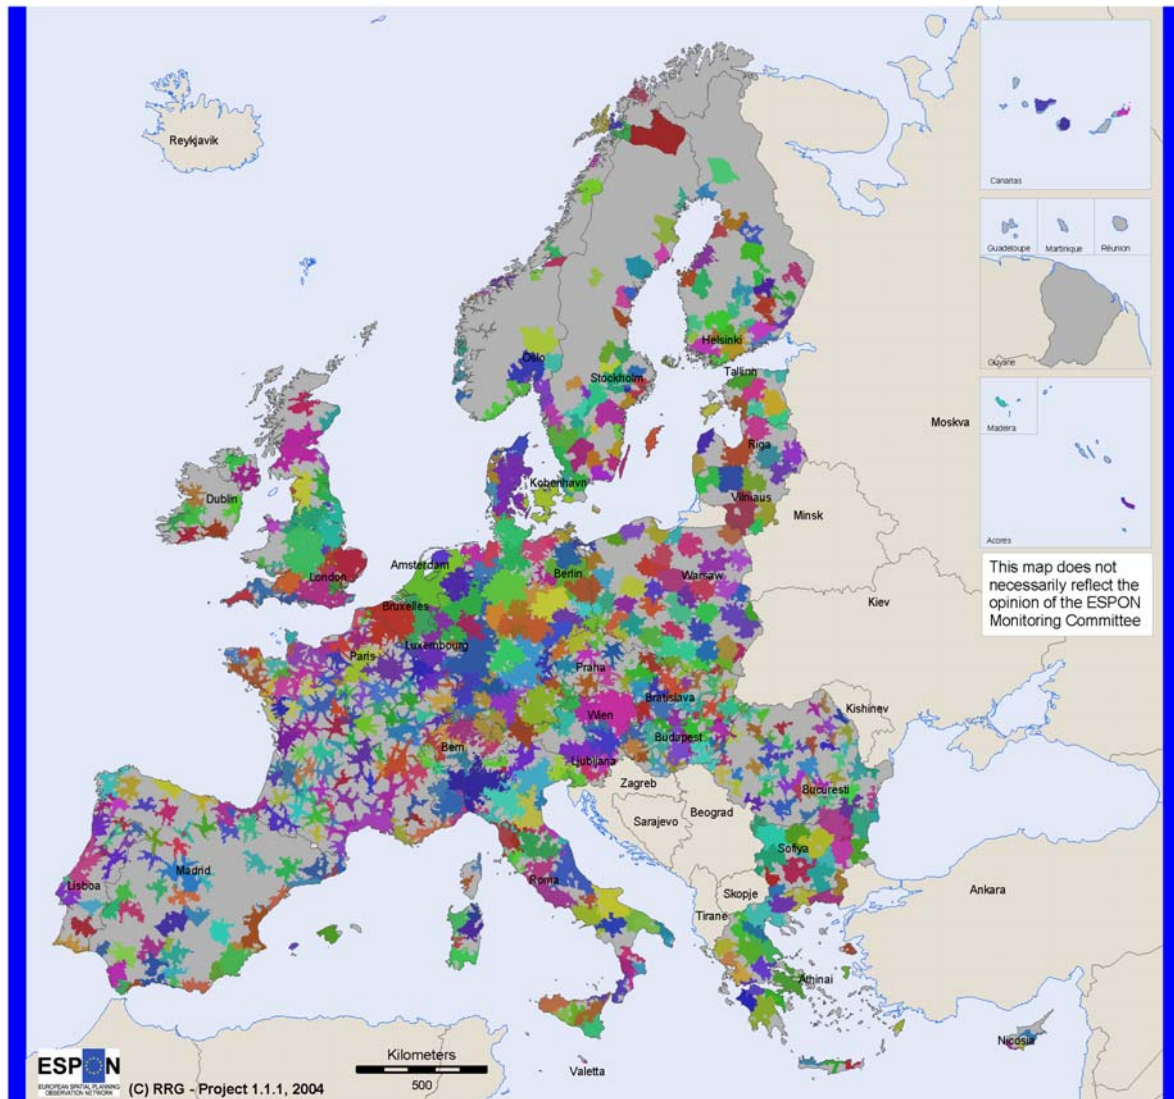 Reykjavik
Canarias
Guadeloupe
Martinique
Réunion
Guyane
Oslo
Helsinki
Stockholm
Tallinn
Madeira
Moskva
Riga
Kobenhavn
Dublin
Vilniaus
Minsk
Acores
Amsterdam
Berlin
Warsaw
London
This map does not
necessarily reflect the
opinion of the ESPON
Monitoring Committee
Bruxelles
Kiev
Luxembourg
Paris
Praha
Bratislava
Kishinev
Wien
Budapest
Bern
Ljubljana
Zagreb
Bucuresti
Beograd
Sarajevo
Sofiya
Madrid
Roma
Lisboa
Skopje
Ankara
Tirane
Athinai
Nicosia
Valetta
Kilometers
500
ESPON
EUROPEAN SPATIAL PLANNING
OBSERVATION NETWORK
(C) RRG - Project 1.1.1, 2004